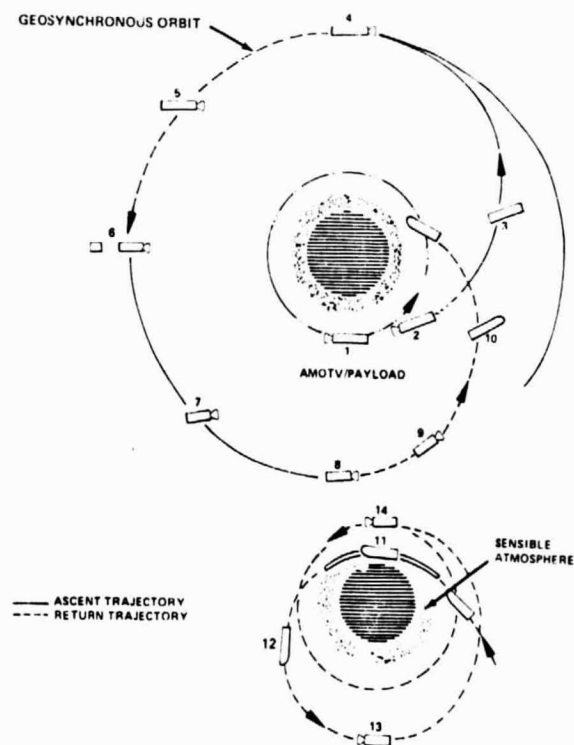 GEOSYNCHRONOUS ORBIT
4
5
6
3
2
1
10
AMOTV/PAYLOAD
7
9
8
14
11
SENSIBLE
ATMOSPHERE
ASCENT TRAJECTORY
RETURN TRAJECTORY
12
13